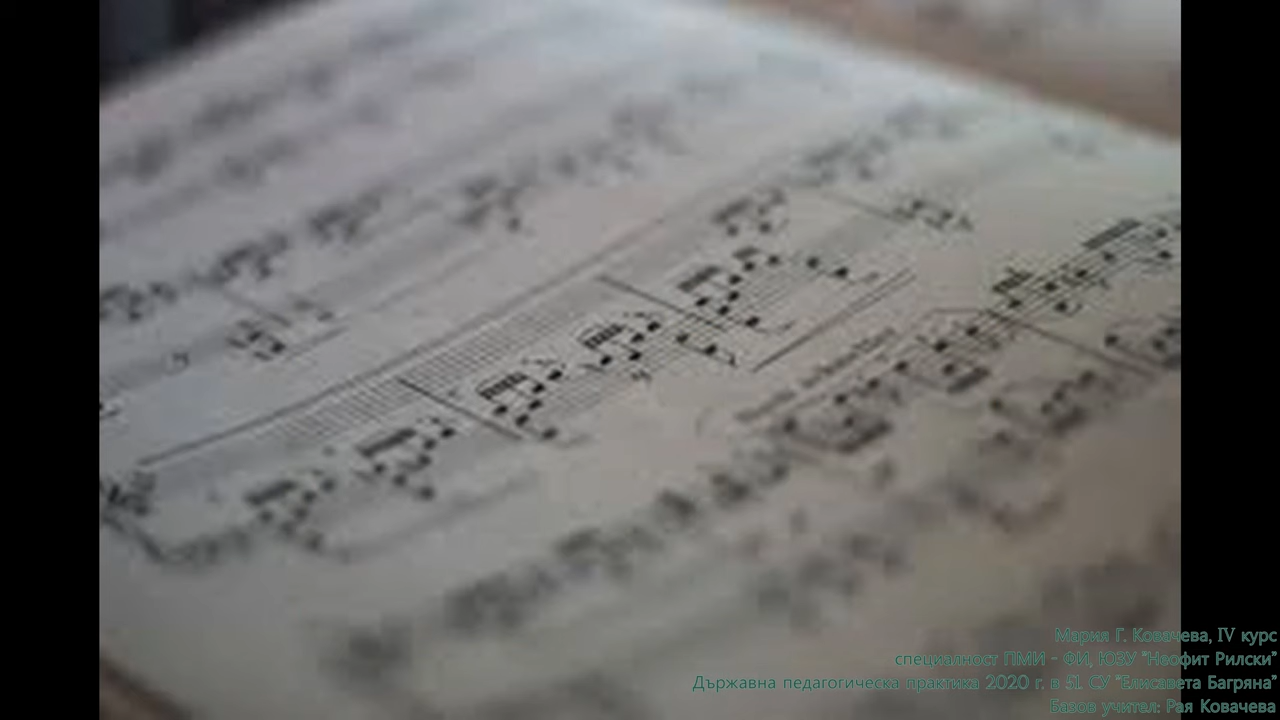 Мария Г. Ковачева, IV курс
специалност ПМИ - ФИ, ЮЗУ "Неофит Рилски"
Държавна педагогическа практика 2020 г. в 51. СУ "Елисавета Багряна"
Базов учител: Рая Ковачева